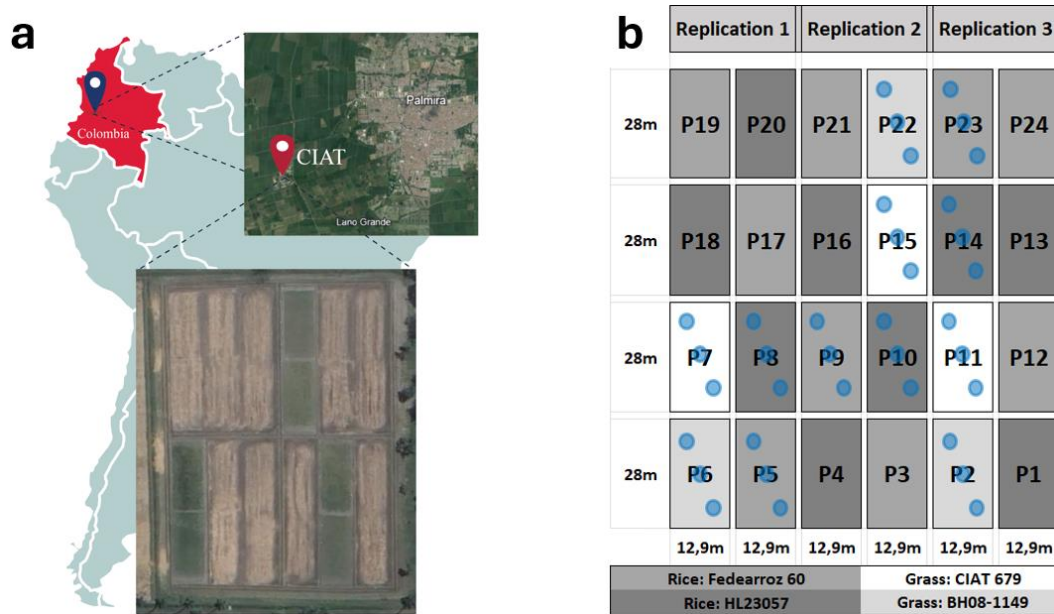 a
Colombia
Palmira
CIAT
Lano Grande
b
Replication 1 Replication 2 Replication 3
28m P19 P20 P21 P22 P23 P24
28m P18 P17 P16 P15 P14 P13
28m P7 P8 P9 P10 P11 P12
28m P6 P5 P4 P3 P2 P1
12,9m 12,9m 12,9m 12,9m 12,9m 12,9m
Rice: Fedearroz 60 Grass: CIAT 679
Rice: HL23057 Grass: BH08-1149